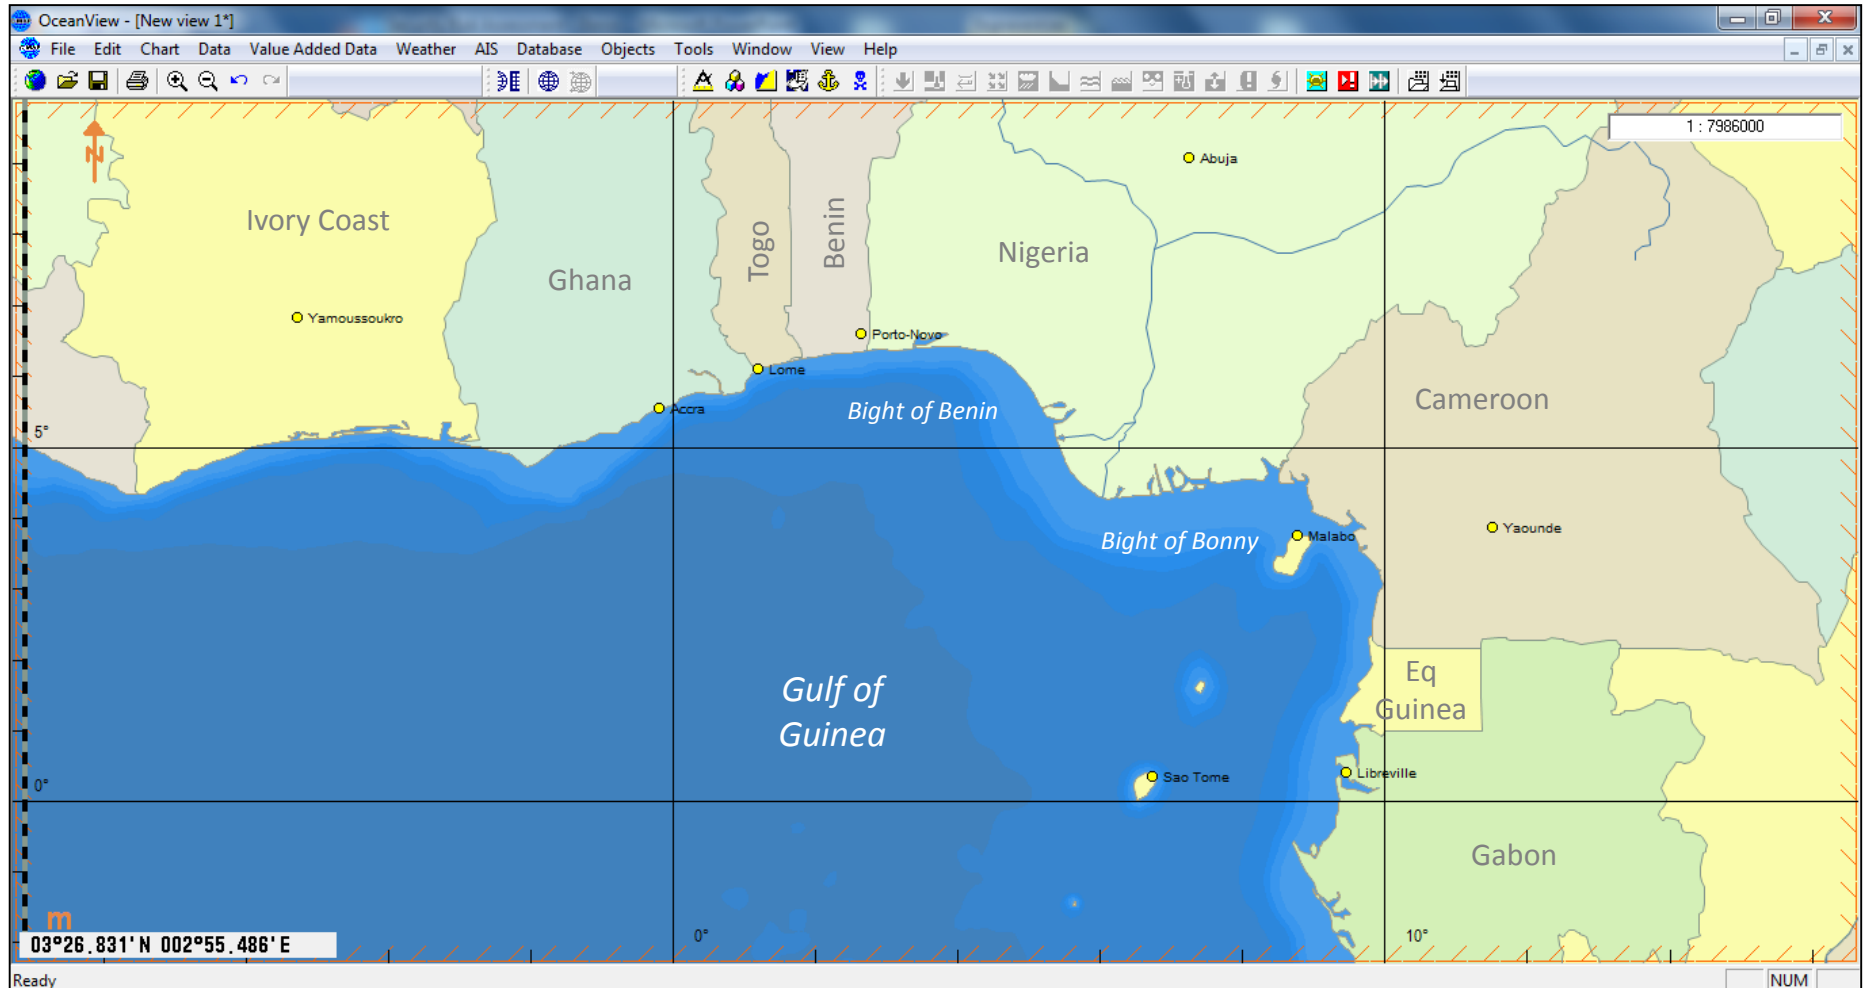 OceanView - [New view 1*]
File Edit Chart Data Value Added Data Weather AIS Database Objects Tools Window View Help
1 : 7986000
N
Abuja
Ivory Coast
Ghana
Togo
Benin
Nigeria
Yamoussoukro
Porto-Novo
Lome
Accra
Bight of Benin
Cameroon
5°
Bight of Bonny
Malabo
Yaounde
Gulf of
Guinea
Eq
Guinea
Sao Tome
Libreville
0°
Gabon
m
03°26.831'N 002°55.486'E
0°
10°
Ready
NUM